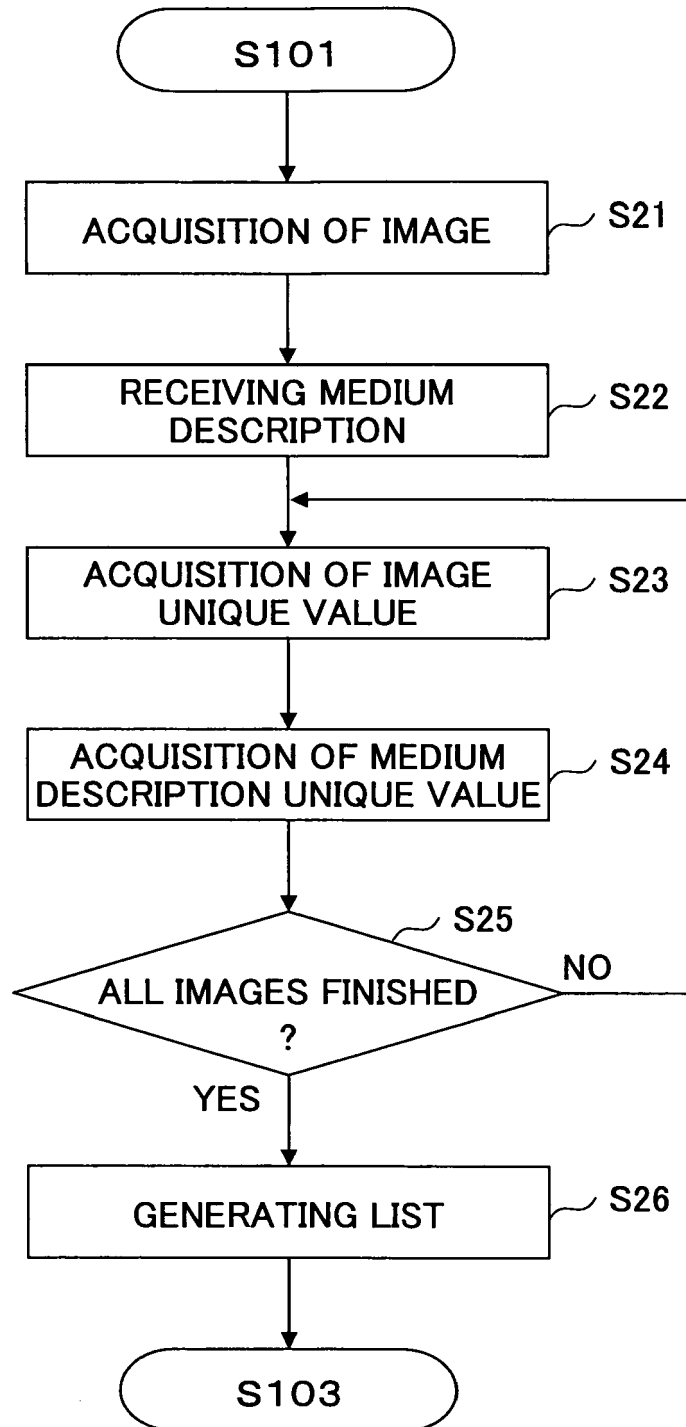 S101
ACQUISITION OF IMAGE
S21
RECEIVING MEDIUM
DESCRIPTION
S22
ACQUISITION OF IMAGE
UNIQUE VALUE
S23
ACQUISITION OF MEDIUM
DESCRIPTION UNIQUE VALUE
S24
S25
ALL IMAGES FINISHED
?
NO
YES
GENERATING LIST
S26
S103